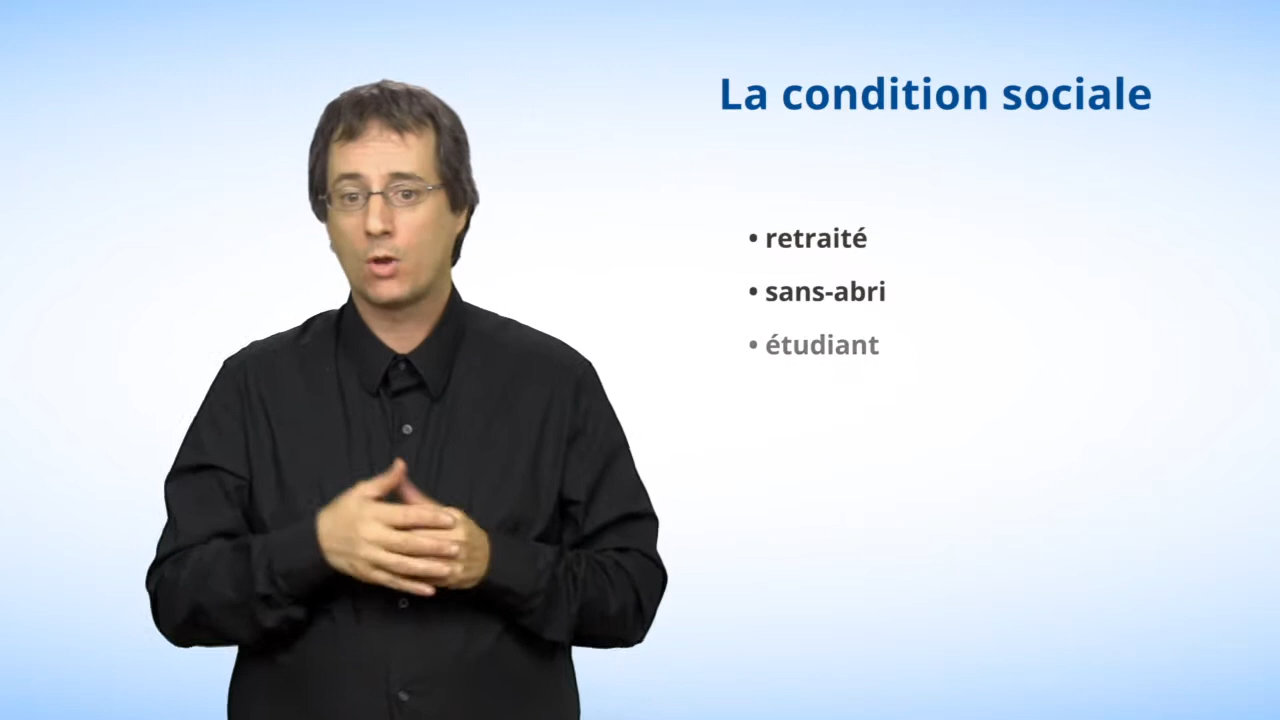 La condition sociale
• retraité
• sans-abri
• étudiant